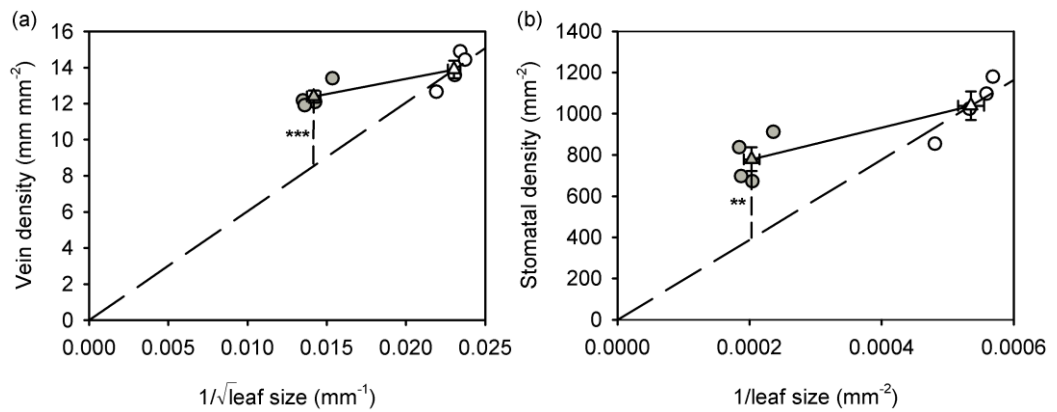 (a)
Vein density (mm mm⁻²)
16
14
12
10
8
6
4
2
0
***
0.000 0.005 0.010 0.015 0.020 0.025
1/√leaf size (mm⁻¹)
(b)
Stomatal density (mm⁻²)
1400
1200
1000
800
600
400
200
0
**
0.0000 0.0002 0.0004 0.0006
1/leaf size (mm⁻²)